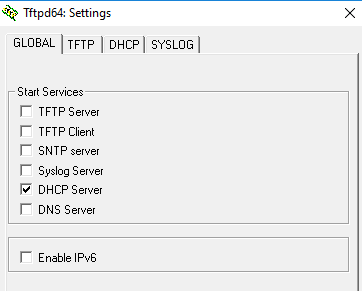 Tftpd64: Settings
GLOBAL TFTP DHCP SYSLOG
Start Services
TFTP Server
TFTP Client
SNTP server
Syslog Server
DHCP Server
DNS Server
Enable IPv6